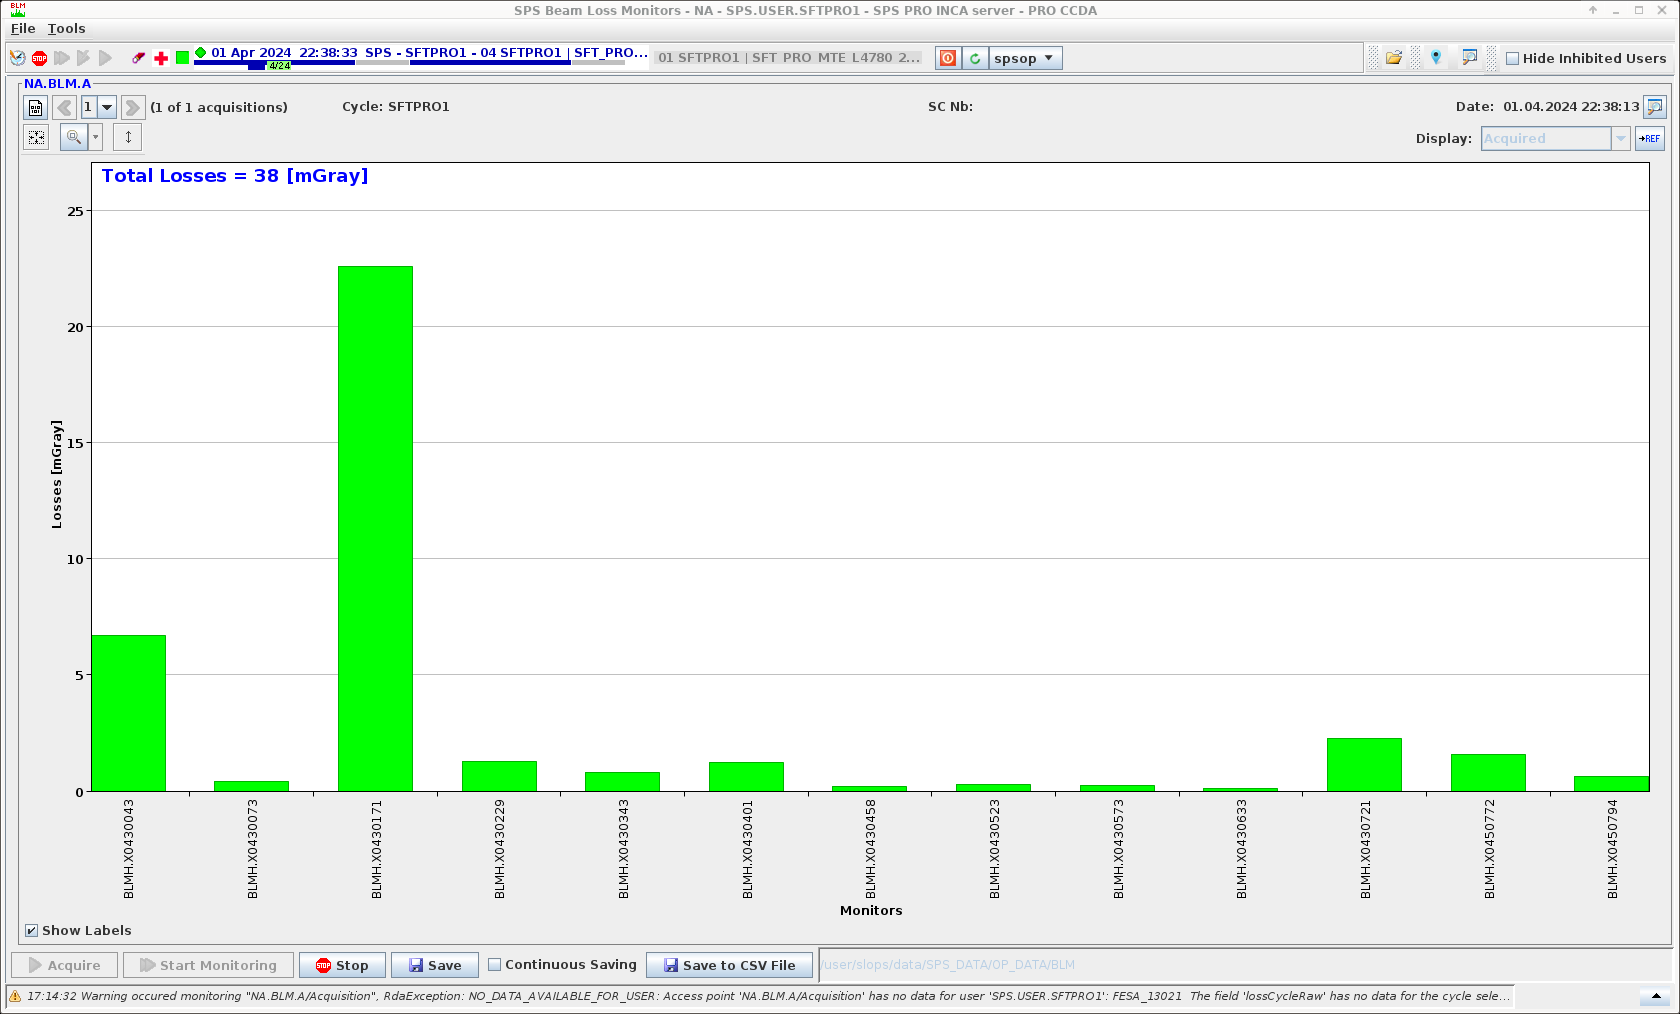 BLM
SPS Beam Loss Monitors - NA - SPS.USER.SFTPRO1 - SPS PRO INCA server - PRO CCDA
File Tools
STOP
01 Apr 2024 22:38:33 SPS - SFTPRO1 - 04 SFTPRO1 | SFT_PRO...
4/24
01 SFTPRO1 | SFT PRO MTE L4780 2...
spsop
Hide Inhibited Users
NA.BLM.A
1
(1 of 1 acquisitions)
Cycle: SFTPRO1
SC Nb:
Date: 01.04.2024 22:38:13
Display: Acquired
REF
Total Losses = 38 [mGray]
25
20
15
10
5
0
Losses [mGray]
BLMH.X0430043
BLMH.X0430073
BLMH.X0430171
BLMH.X0430229
BLMH.X0430343
BLMH.X0430401
BLMH.X0430458
BLMH.X0430523
BLMH.X0430573
BLMH.X0430633
BLMH.X0430721
BLMH.X0450772
BLMH.X0450794
Monitors
Show Labels
Acquire
Start Monitoring
STOP Stop
Save
Continuous Saving
Save to CSV File
/user/slops/data/SPS_DATA/OP_DATA/BLM
17:14:32 Warning occured monitoring "NA.BLM.A/Acquisition", RdaException: NO_DATA_AVAILABLE_FOR_USER: Access point 'NA.BLM.A/Acquisition' has no data for user 'SPS.USER.SFTPRO1': FESA_13021 The field 'lossCycleRaw' has no data for the cycle sele...